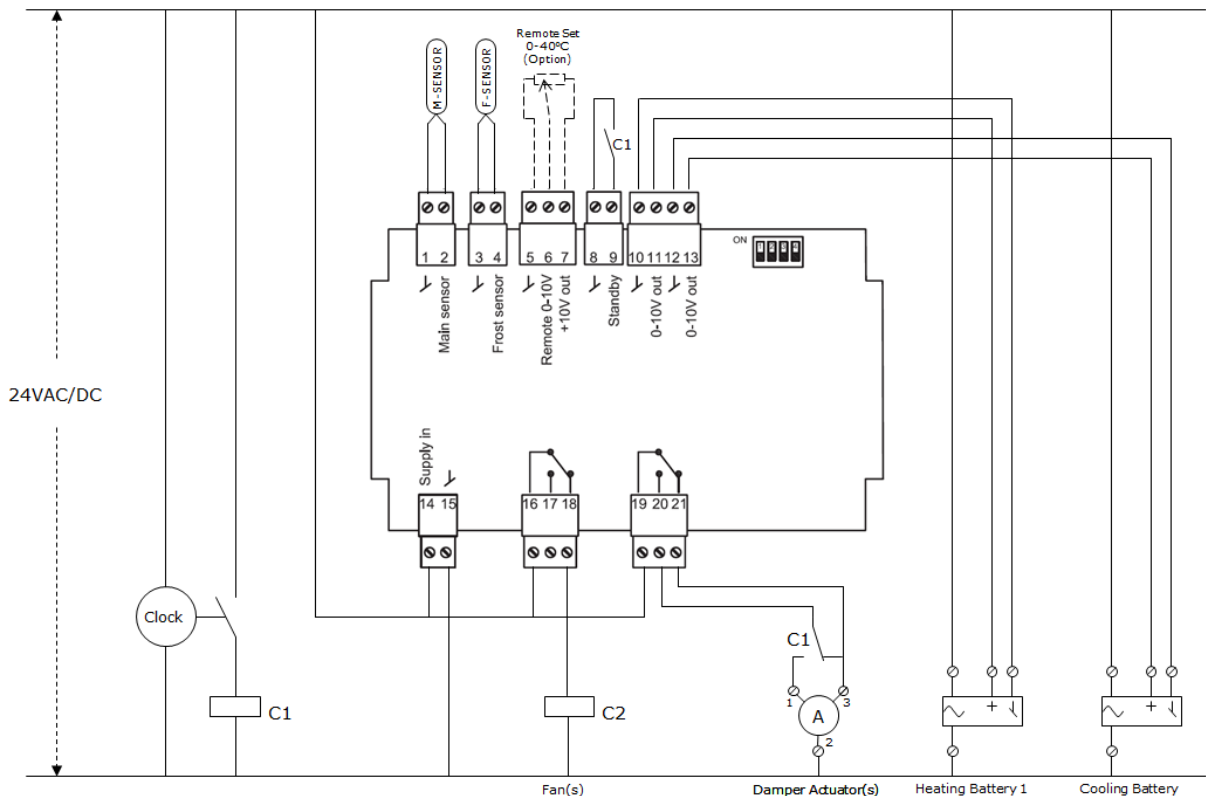 Remote Set
0-40ºC
(Option)
M-SENSOR
F-SENSOR
C1
ON
1 2 3 4 5 6 7 8 9 10 11 12 13
Main sensor
Frost sensor
Remote 0-10V
+10V out
Standby
0-10V out
0-10V out
24VAC/DC
Supply in
14 15 16 17 18 19 20 21
Clock
C1
C1
C2
1
A
3
2
+
+
Fan(s)
Damper Actuator(s)
Heating Battery 1
Cooling Battery